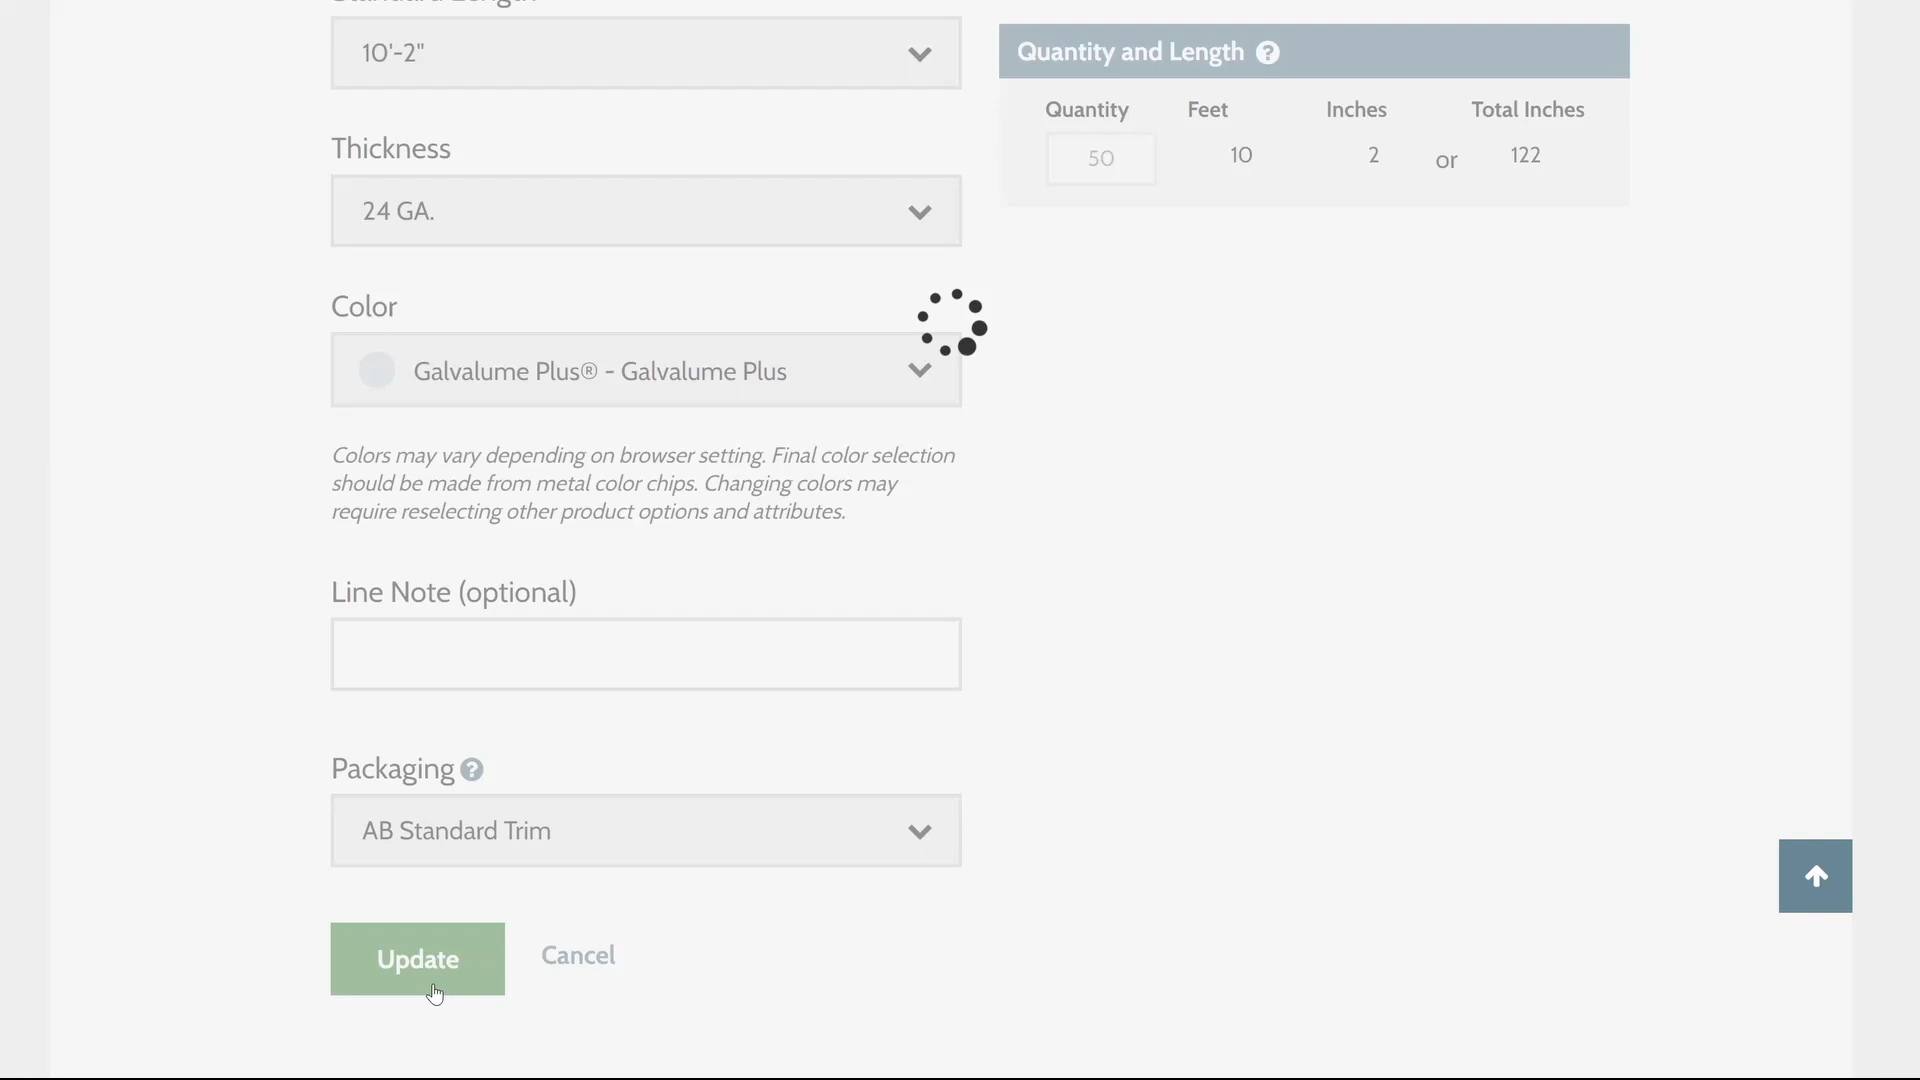 Standard Length
10'-2"
Thickness
24 GA.
Color
Galvalume Plus® - Galvalume Plus
Colors may vary depending on browser setting. Final color selection
should be made from metal color chips. Changing colors may
require reselecting other product options and attributes.
Line Note (optional)
Packaging ?
AB Standard Trim
Update Cancel
Quantity and Length ?
Quantity Feet Inches Total Inches
50 10 2 or 122